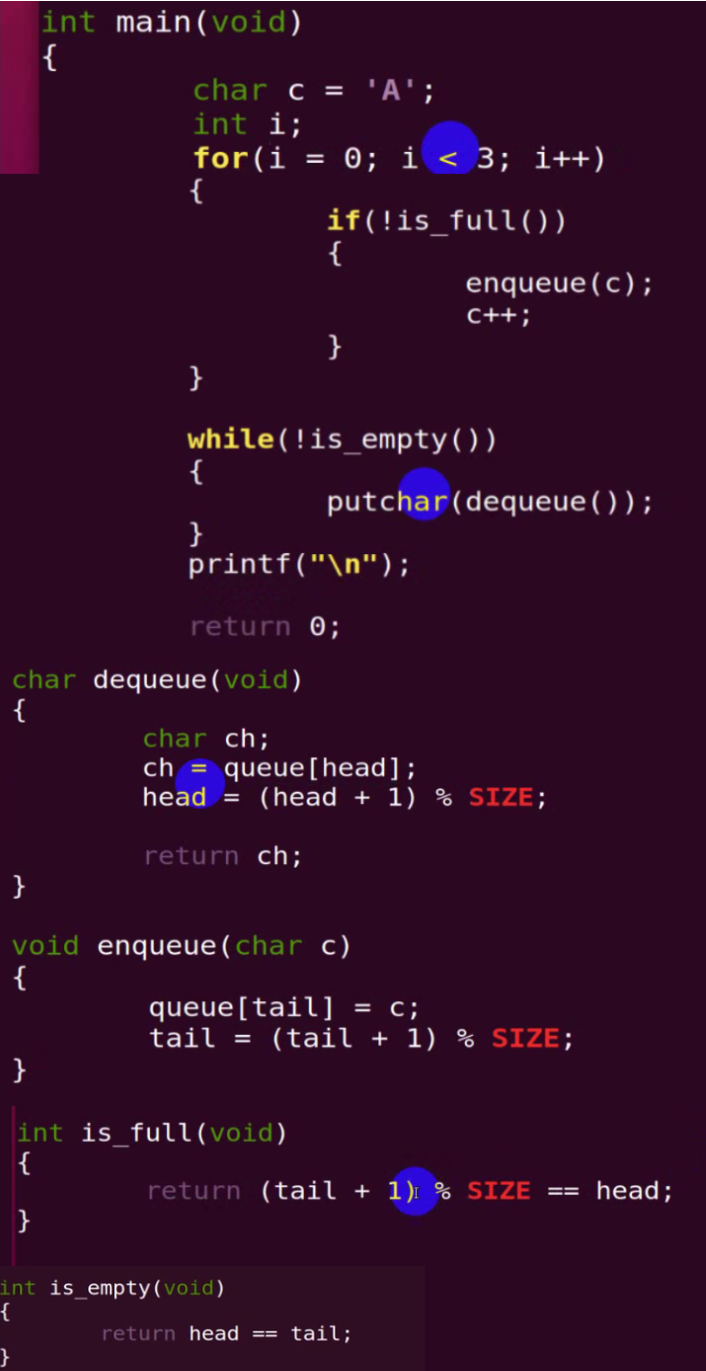 int main(void)
{
char c = 'A';
int i;
for(i = 0; i < 3; i++)
{
if(!is_full())
{
enqueue(c);
c++;
}
}
while(!is_empty())
{
putchar(dequeue());
}
printf("\n");
return 0;
char dequeue(void)
{
char ch;
ch = queue[head];
head = (head + 1) % SIZE;
return ch;
}
void enqueue(char c)
{
queue[tail] = c;
tail = (tail + 1) % SIZE;
}
int is_full(void)
{
return (tail + 1) % SIZE == head;
}
int is_empty(void)
{
return head == tail;
}